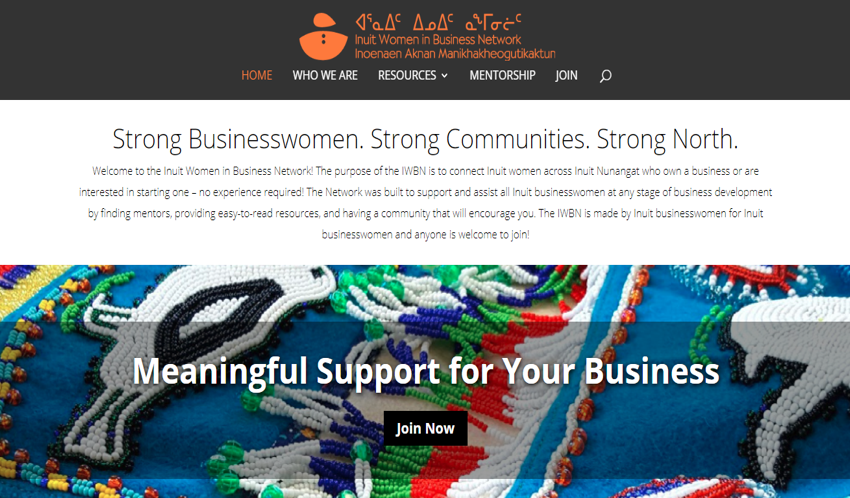 ᐊᕐᓇᐃᑦ ᐃᓄᐃᑦ ᓇᖕᒥᓂᓖᑦ
Inuit Women in Business Network
Inoenaen Aknan Manikhakheogutikaktun
HOME WHO WE ARE RESOURCES MENTORSHIP JOIN
Strong Businesswomen. Strong Communities. Strong North.
Welcome to the Inuit Women in Business Network! The purpose of the IWBN is to connect Inuit women across Inuit Nunangat who own a business or are
interested in starting one – no experience required! The Network was built to support and assist all Inuit businesswomen at any stage of business development
by finding mentors, providing easy-to-read resources, and having a community that will encourage you. The IWBN is made by Inuit businesswomen for Inuit
businesswomen and anyone is welcome to join!
Meaningful Support for Your Business
Join Now